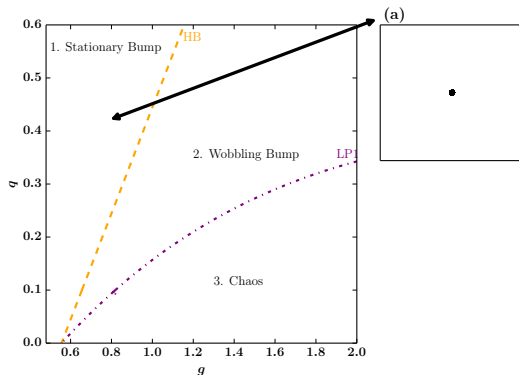 (a)
0.6
1. Stationary Bump
HB
0.5
0.4
2. Wobbling Bump
LP1
q
0.3
0.2
3. Chaos
0.1
0.0
0.6 0.8 1.0 1.2 1.4 1.6 1.8 2.0
g